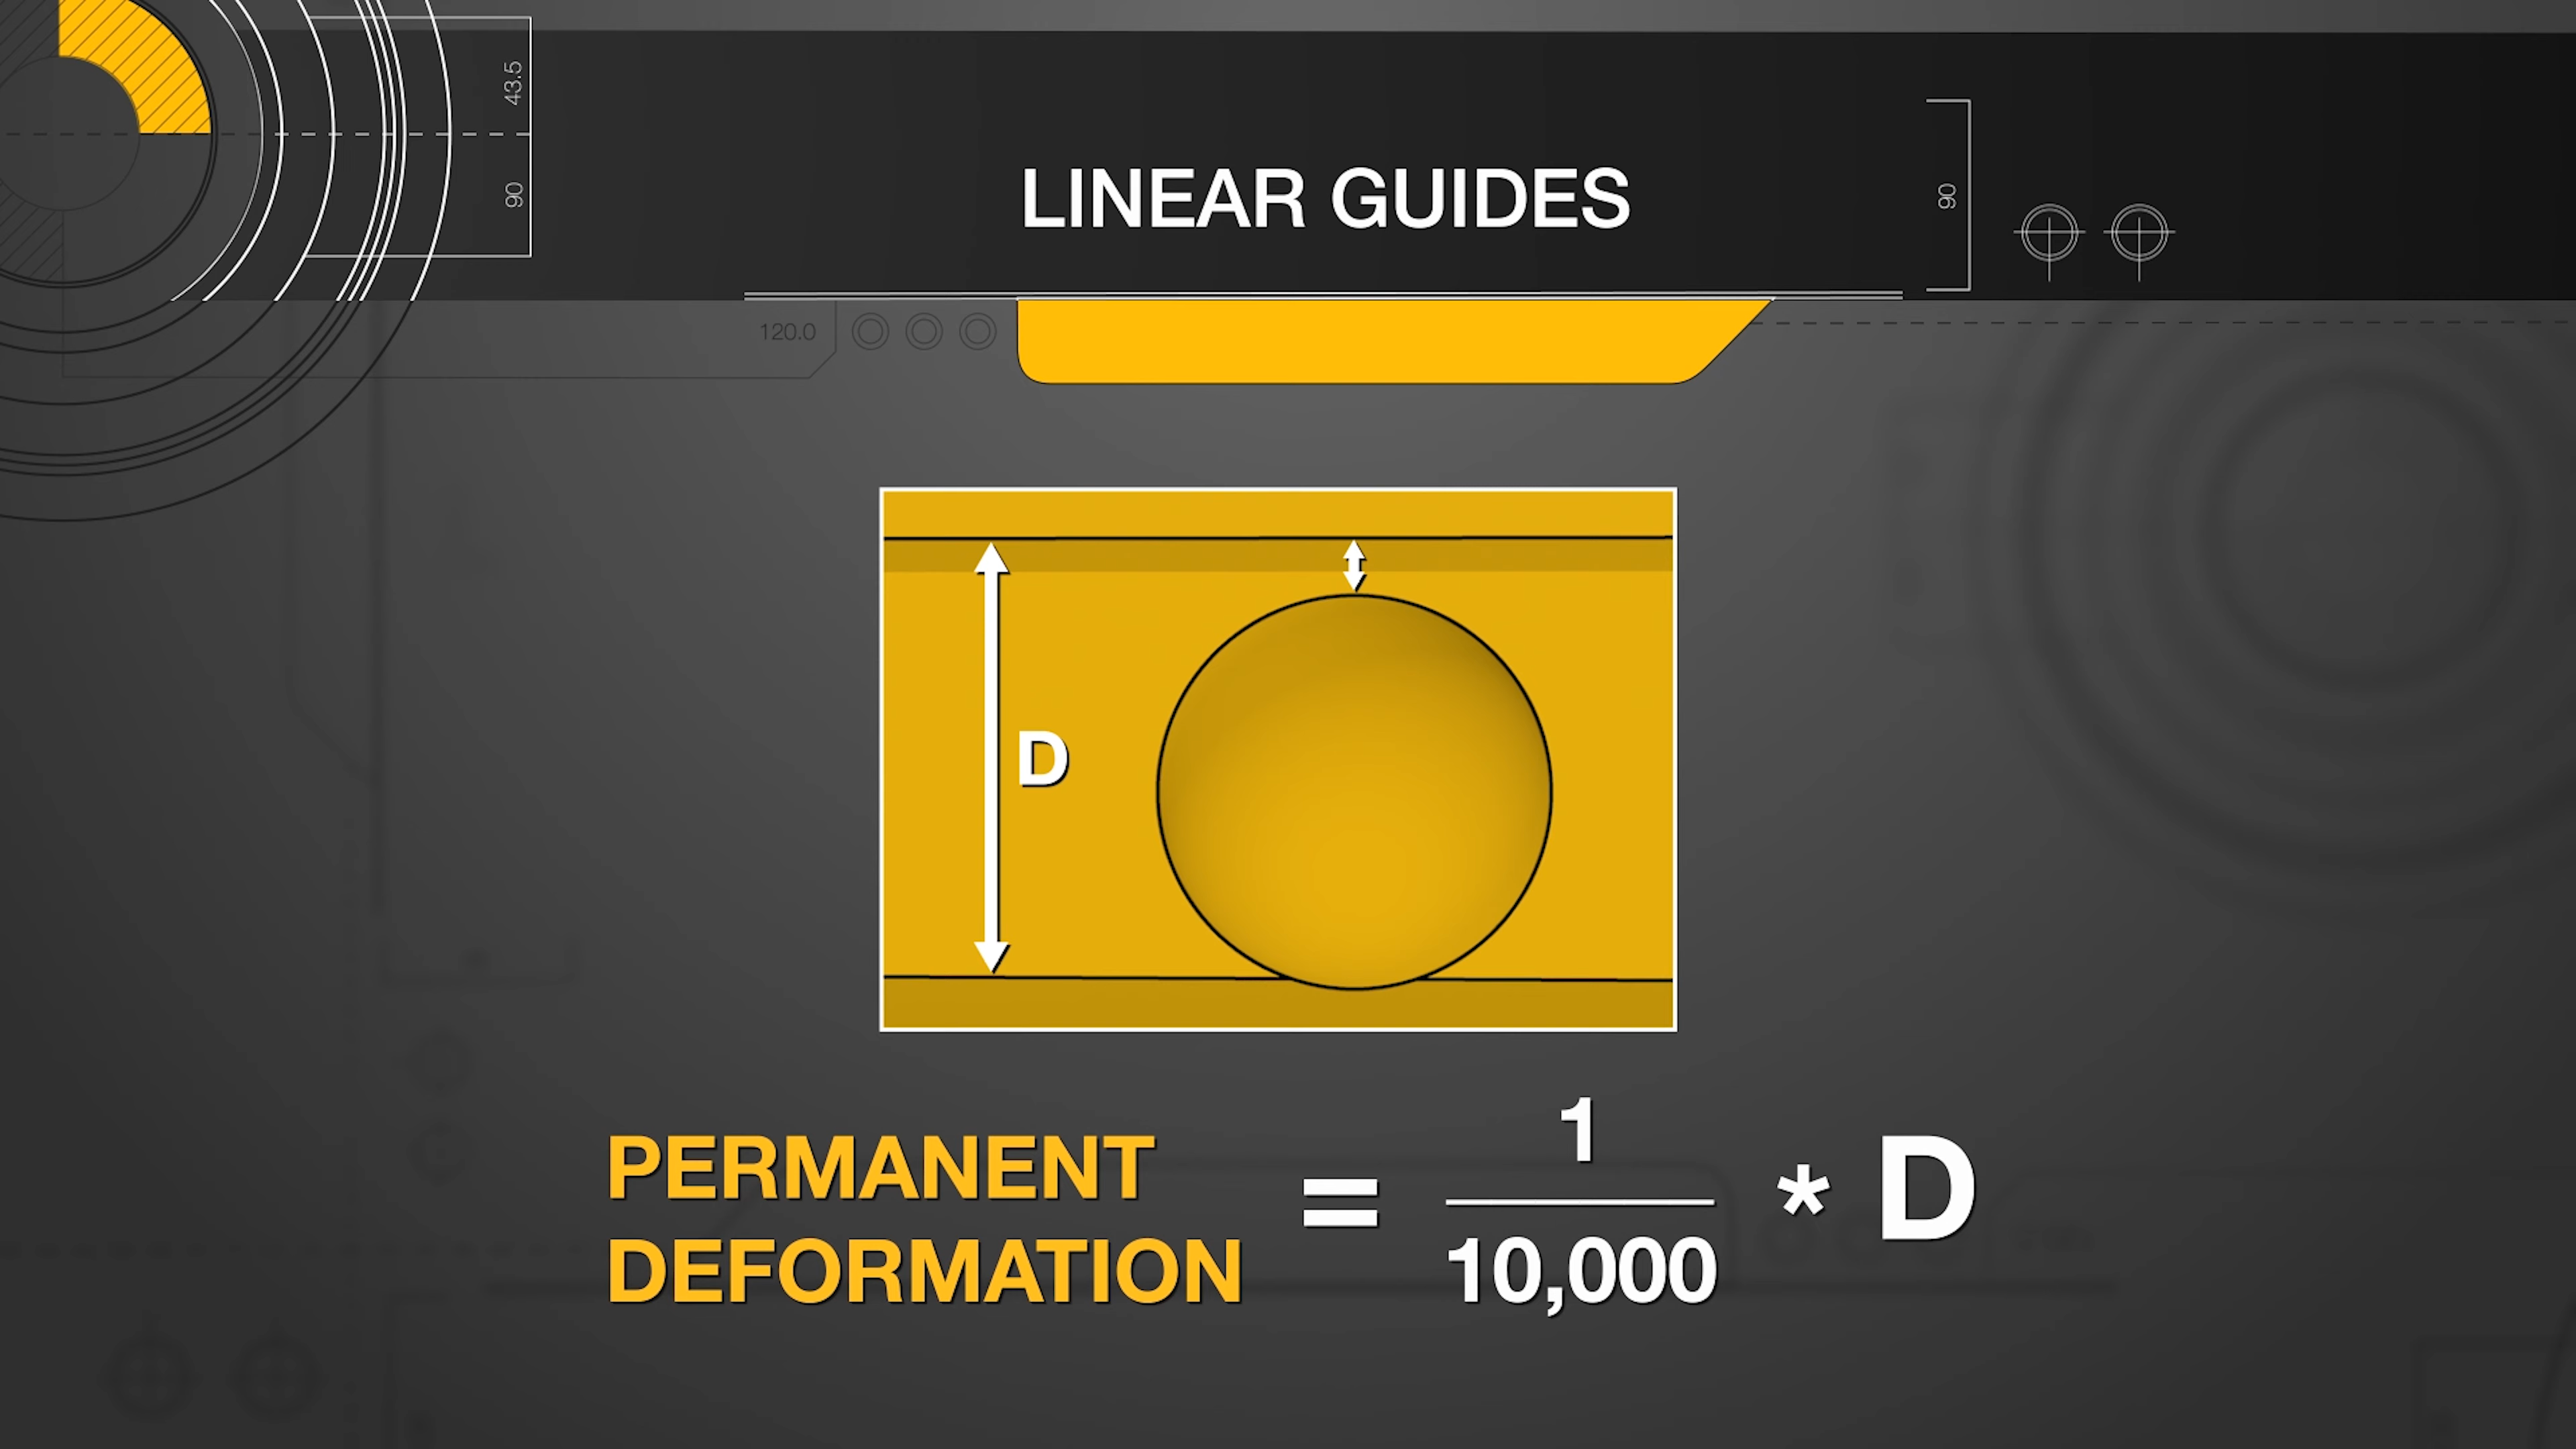 43.5
90
LINEAR GUIDES
90
120.0
D
PERMANENT
DEFORMATION
=
1
10,000
* D